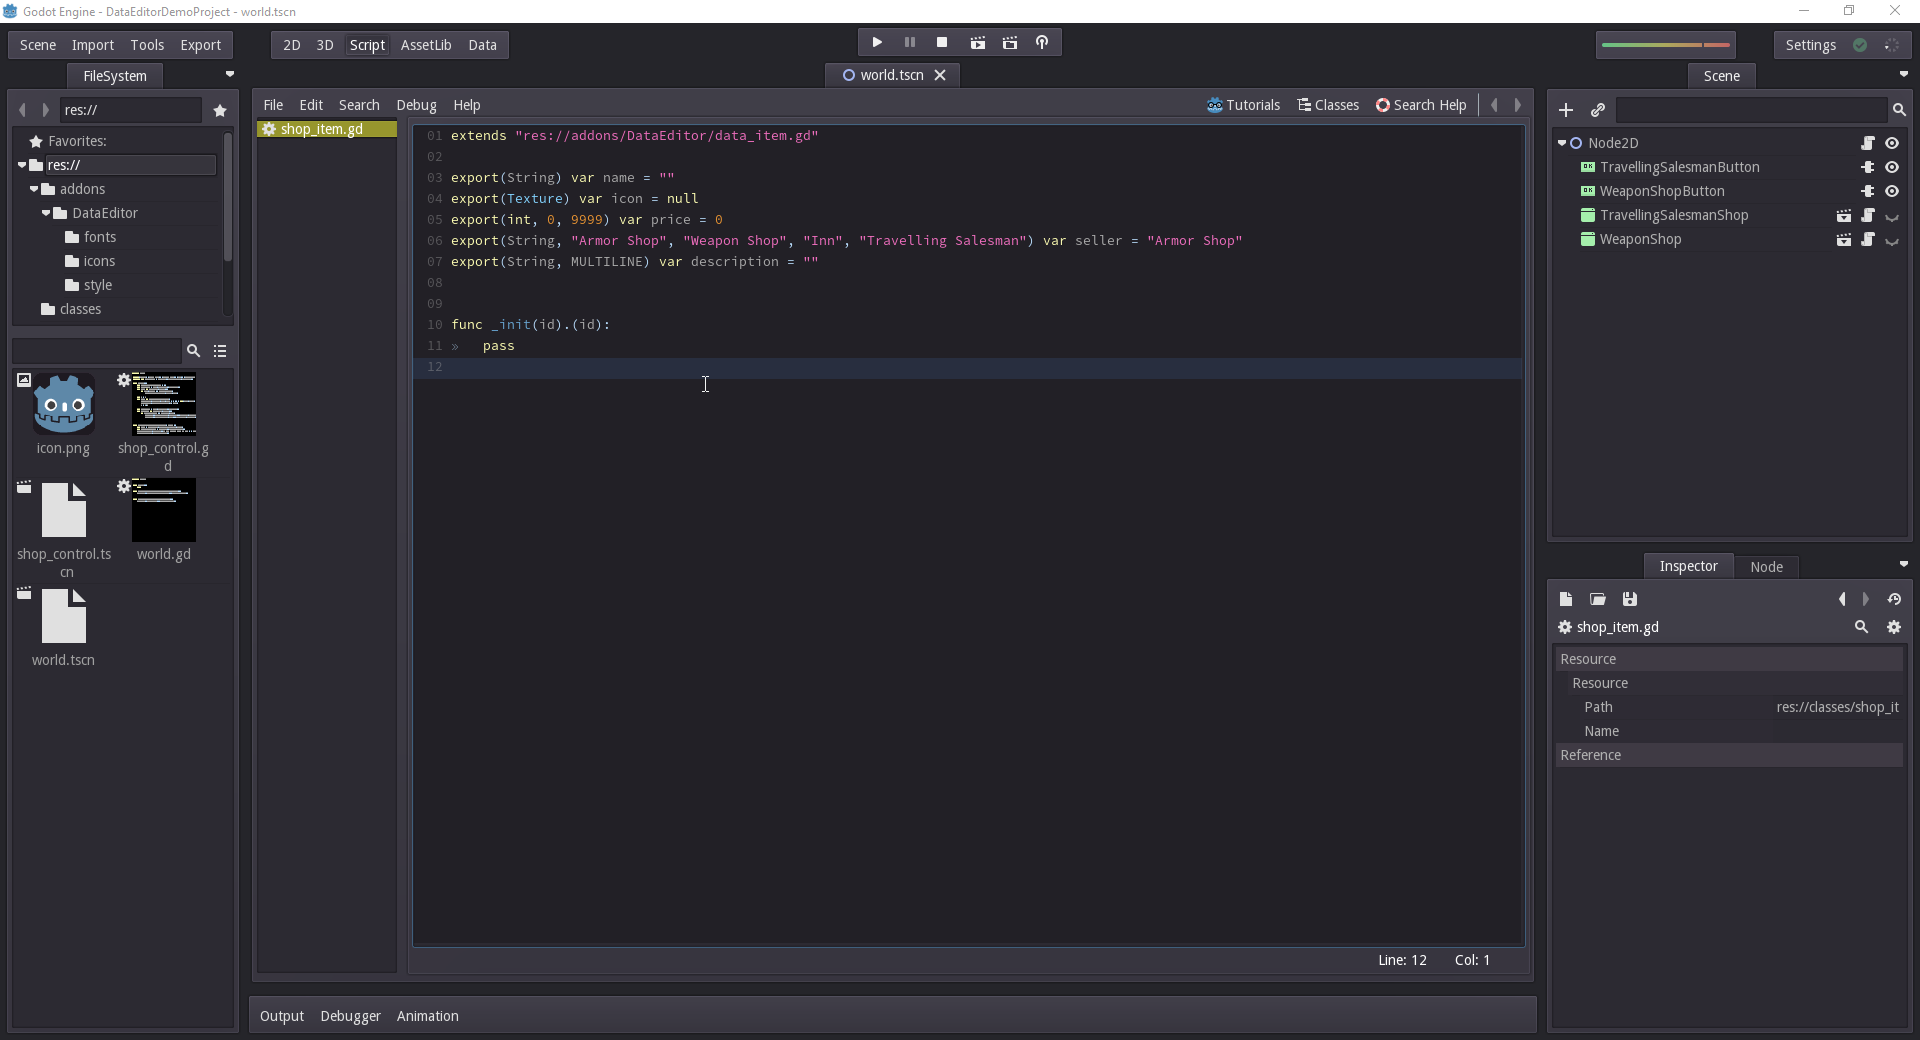 Godot Engine - DataEditorDemoProject - world.tscn
Scene Import Tools Export
2D 3D Script AssetLib Data
Settings
FileSystem
world.tscn
Scene
res://
Favorites:
res://
addons
DataEditor
fonts
icons
style
classes
icon.png
shop_control.g
d
shop_control.ts
cn
world.gd
world.tscn
File Edit Search Debug Help
Tutorials Classes Search Help
shop_item.gd
01 extends "res://addons/DataEditor/data_item.gd"
02
03 export(String) var name = ""
04 export(Texture) var icon = null
05 export(int, 0, 9999) var price = 0
06 export(String, "Armor Shop", "Weapon Shop", "Inn", "Travelling Salesman") var seller = "Armor Shop"
07 export(String, MULTILINE) var description = ""
08
09
10 func _init(id).(id):
11 » pass
12
Line: 12 Col: 1
Output Debugger Animation
Node2D
OK TravellingSalesmanButton
OK WeaponShopButton
TravellingSalesmanShop
WeaponShop
Inspector Node
shop_item.gd
Resource
Resource
Path res://classes/shop_it
Name
Reference